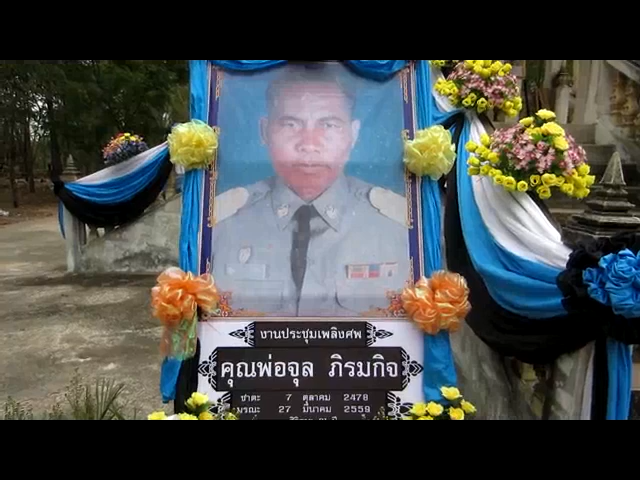 งานประชุมเพลิงศพ
คุณพ่อจุล ภิรมกิจ
ชาตะ 7 ตุลาคม 2478
มรณะ 27 มีนาคม 2559